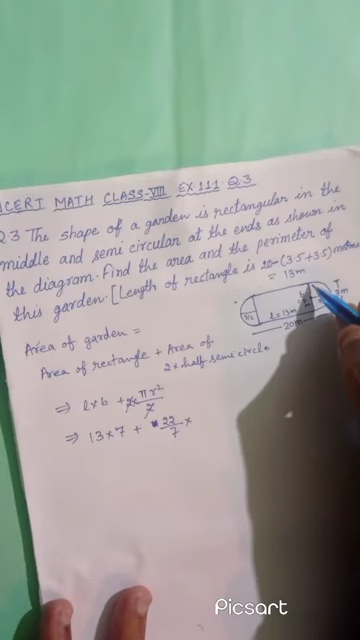 NCERT MATH CLASS-VIII EX 11.1 Q.3
Q3 The shape of a garden is rectangular in the
middle and semi circular at the ends as shown in
the diagram. Find the area and the perimeter of
this garden. [Length of rectangle is 20-(3.5+3.5) metres
= 13m
7m
l=13m
20m
Area of garden =
Area of rectangle + Area of
2x half semi circle
⇒ l×b + 2×πr²/2
⇒ 13×7 + 22/7 ×
Picsart